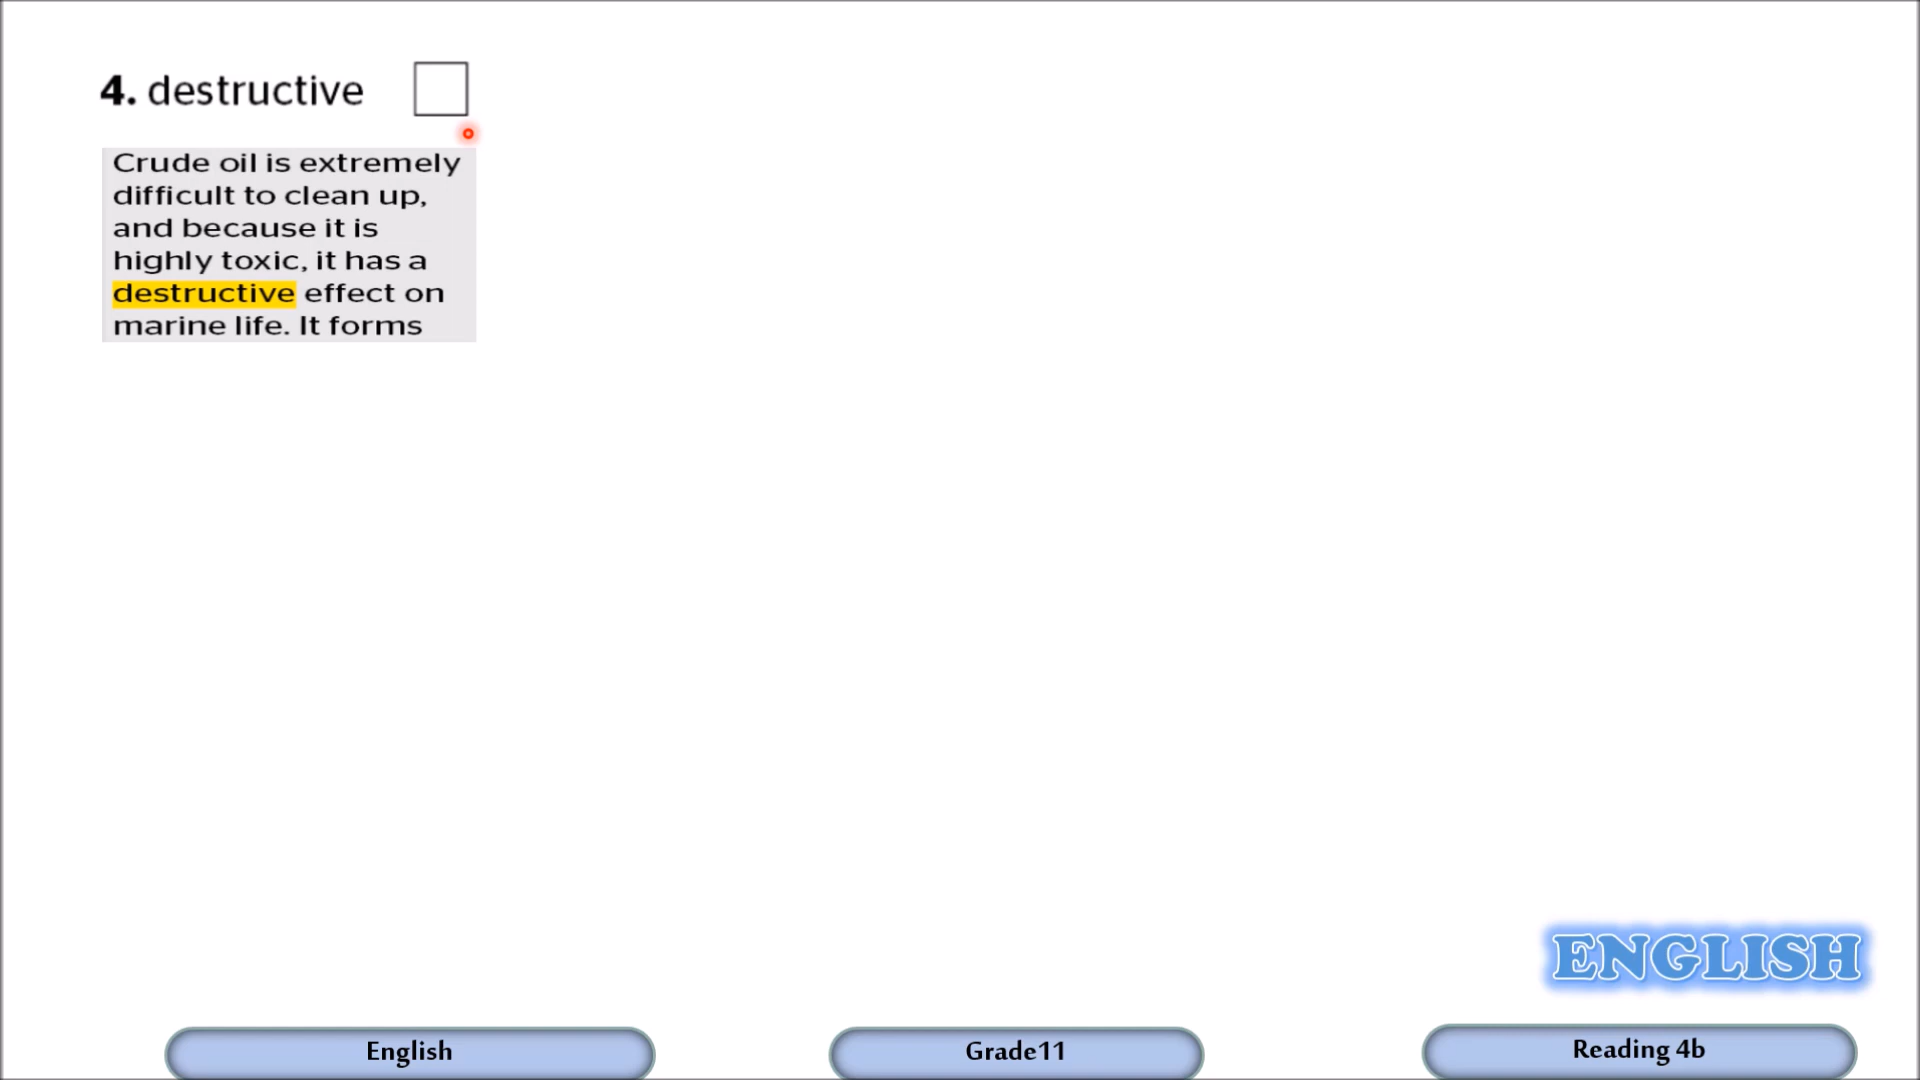 4. destructive
Crude oil is extremely
difficult to clean up,
and because it is
highly toxic, it has a
destructive effect on
marine life. It forms
ENGLISH
English
Grade11
Reading 4b